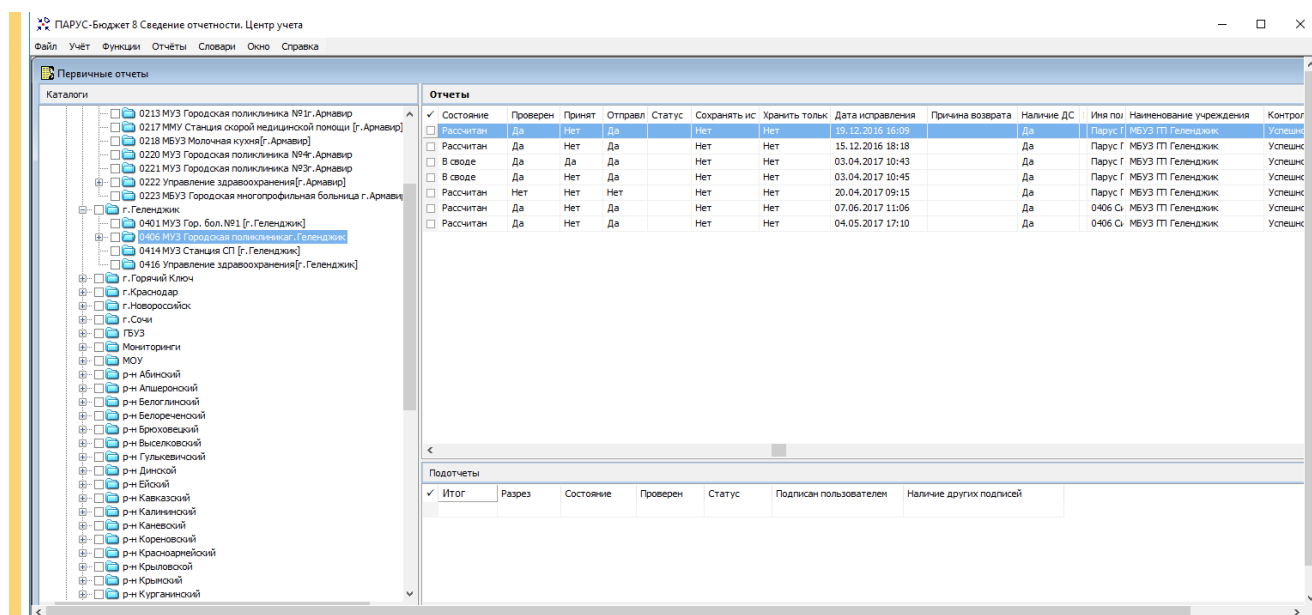 ПАРУС-Бюджет 8 Сведение отчетности. Центр учета
Файл Учёт Функции Отчёты Словари Окно Справка
Первичные отчеты
Каталоги
0213 МУЗ Городская поликлиника №1г.Армавир
0217 ММУ Станция скорой медицинской помощи [г.Армавир]
0218 МБУЗ Молочная кухня[г.Армавир]
0220 МУЗ Городская поликлиника №4г.Армавир
0221 МУЗ Городская поликлиника №3г.Армавир
0222 Управление здравоохранения[г.Армавир]
0223 МБУЗ Городская многопрофильная больница г.Армави
г.Геленджик
0401 МУЗ Гор. бол.№1 [г.Геленджик]
0406 МУЗ Городская поликлиникаг.Геленджик
0414 МУЗ Станция СП [г.Геленджик]
0416 Управление здравоохранения[г.Геленджик]
г.Горячий Ключ
г.Краснодар
г.Новороссийск
г.Сочи
ГБУЗ
Мониторинги
МОУ
р-н Абинский
р-н Апшеронский
р-н Белоглинский
р-н Белореченский
р-н Брюховецкий
р-н Выселковский
р-н Гулькевичский
р-н Динской
р-н Ейский
р-н Кавказский
р-н Калининский
р-н Каневский
р-н Кореновский
р-н Красноармейский
р-н Крыловской
р-н Крымский
р-н Курганинский
Отчеты
Состояние Проверен Принят Отправл Статус Сохранять ис Хранить тольк Дата исправления Причина возврата Наличие ДС Имя пол Наименование учреждения Контрол
Рассчитан Да Нет Да Нет Нет 19.12.2016 16:09 Да Парус Г МБУЗ ГП Геленджик Успешно
Рассчитан Да Нет Да Нет Нет 15.12.2016 18:18 Да Парус Г МБУЗ ГП Геленджик Успешно
В своде Да Да Да Нет Нет 03.04.2017 10:43 Да Парус Г МБУЗ ГП Геленджик Успешно
В своде Да Нет Да Нет Нет 03.04.2017 10:45 Да Парус Г МБУЗ ГП Геленджик Успешно
Рассчитан Нет Нет Нет Нет Нет 20.04.2017 09:15 Да Парус Г МБУЗ ГП Геленджик Успешно
Рассчитан Да Нет Да Нет Нет 07.06.2017 11:06 Да 0406 Си МБУЗ ГП Геленджик Успешно
Рассчитан Да Нет Да Нет Нет 04.05.2017 17:10 Да 0406 Си МБУЗ ГП Геленджик Успешно
Подотчеты
Итог Разрез Состояние Проверен Статус Подписан пользователем Наличие других подписей